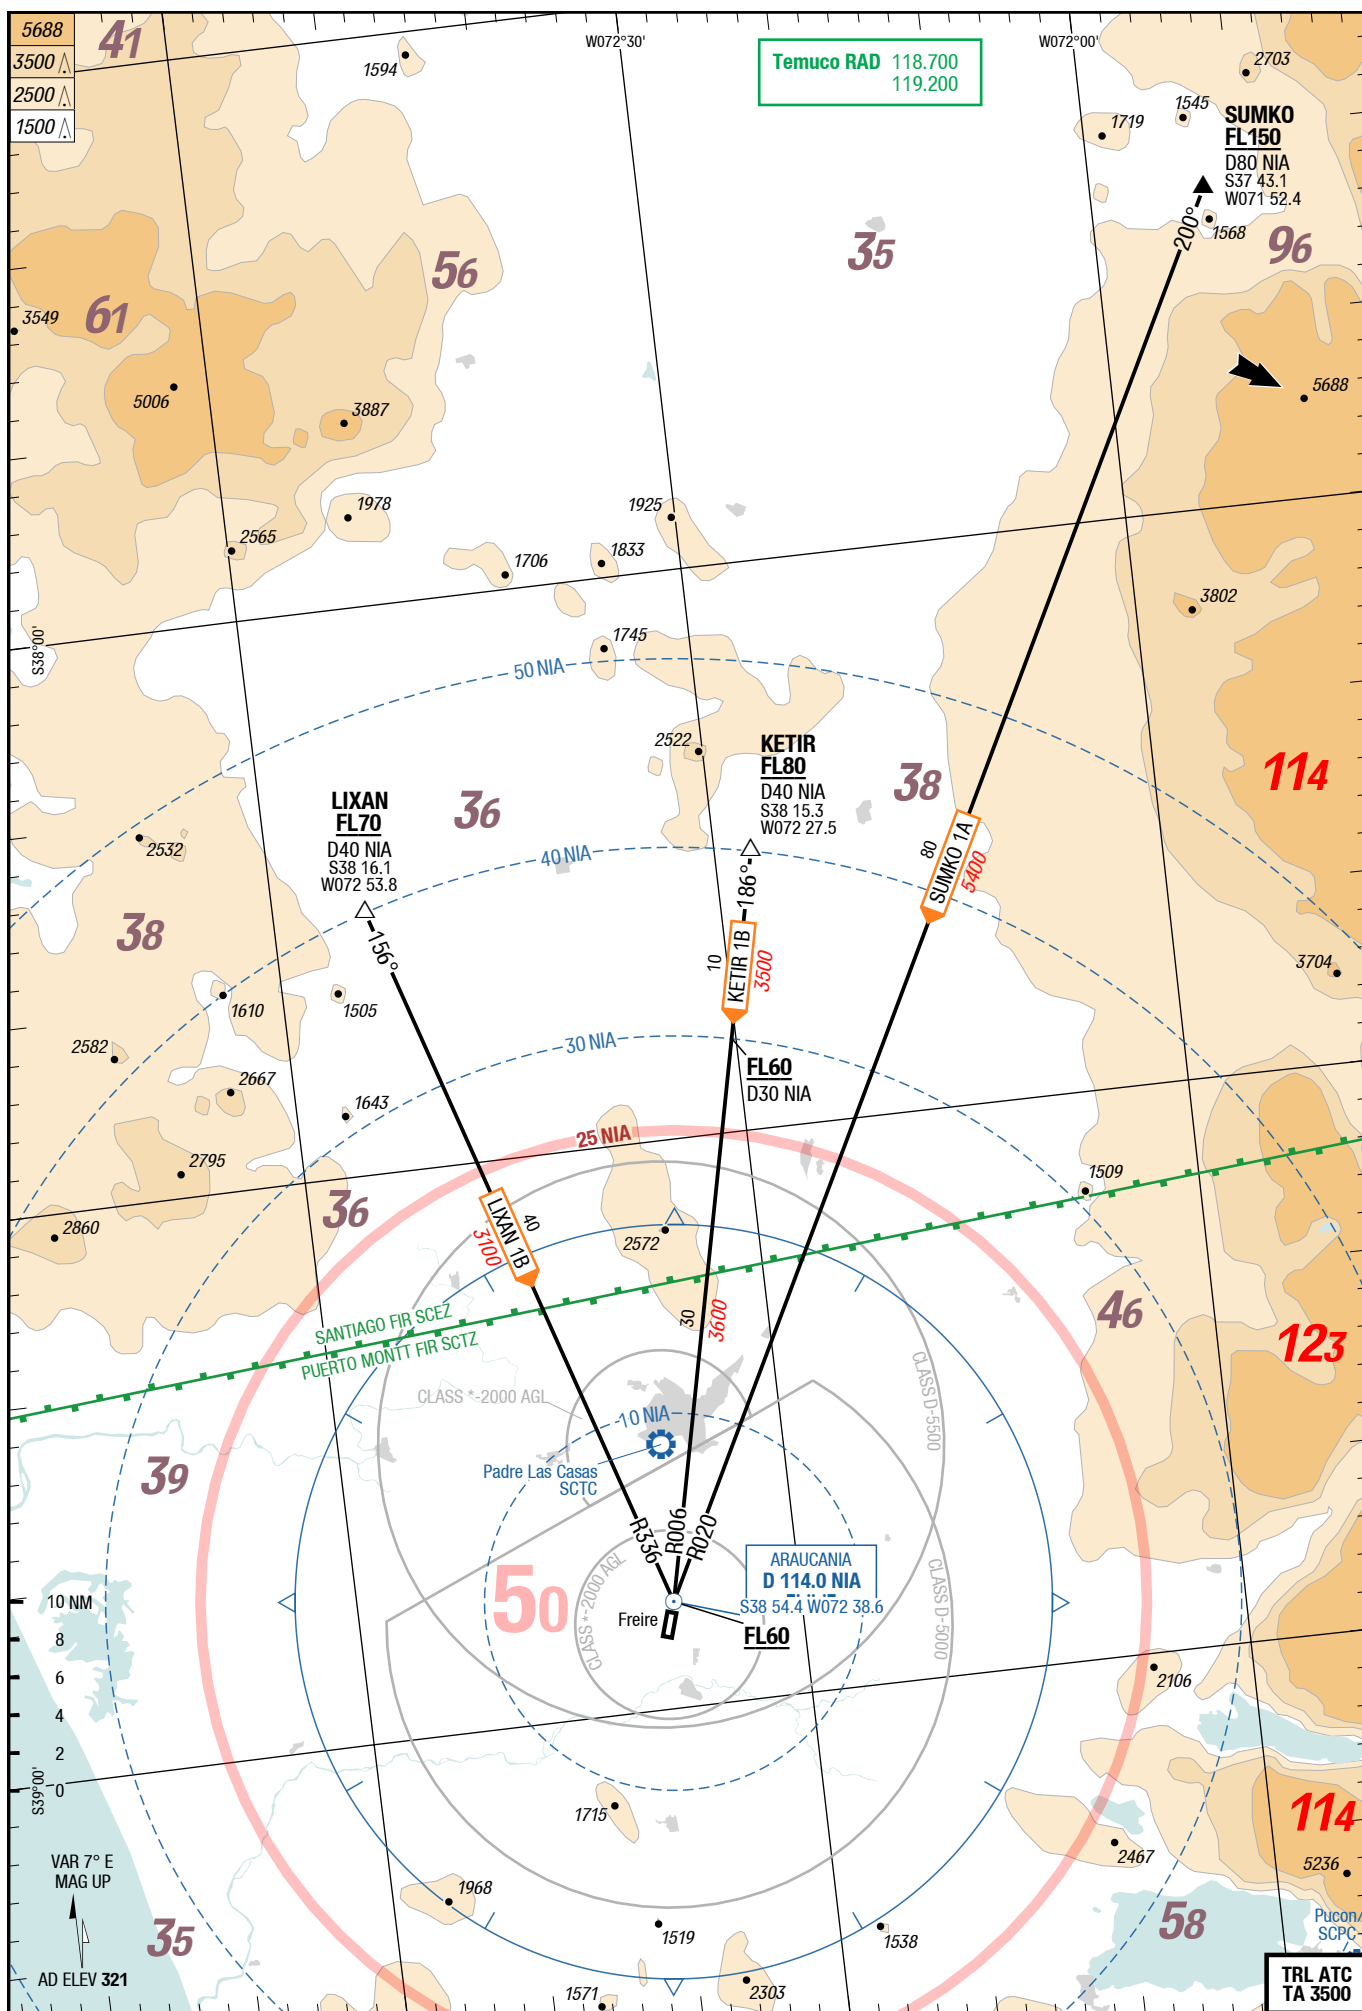 5688
3500
2500
1500
41
1594
W072°30'
Temuco RAD 118.700
119.200
W072°00'
2703
1545
1719
SUMKO
FL150
D80 NIA
S37 43.1
W071 52.4
1568
200°
96
35
56
61
3549
5006
3887
5688
1978
2565
1925
1833
1706
3802
S38°00'
1745
50 NIA
2522
KETIR
FL80
D40 NIA
S38 15.3
W072 27.5
38
114
36
LIXAN
FL70
D40 NIA
S38 16.1
W072 53.8
2532
40 NIA
80
SUMKO 1A
5400
186°
38
156°
10
KETIR 1B
3500
3704
1610
1505
2582
30 NIA
FL60
D30 NIA
2667
1643
25 NIA
2795
1509
36
2860
LIXAN 1B
40
3100
2572
SANTIAGO FIR SCEZ
PUERTO MONTT FIR SCTZ
30
3600
46
123
CLASS *-2000 AGL
CLASS D-5500
10 NIA
39
Padre Las Casas
SCTC
R336
R006
R020
ARAUCANIA
D 114.0 NIA
S38 54.4 W072 38.6
50
CLASS *-2000 AGL
CLASS D-5000
Freire
FL60
10 NM
8
6
4
2
0
S39°00'
2106
1715
114
2467
5236
VAR 7° E
MAG UP
1968
1519
1538
58
35
Pucon/
SCPC
AD ELEV 321
1571
2303
TRL ATC
TA 3500